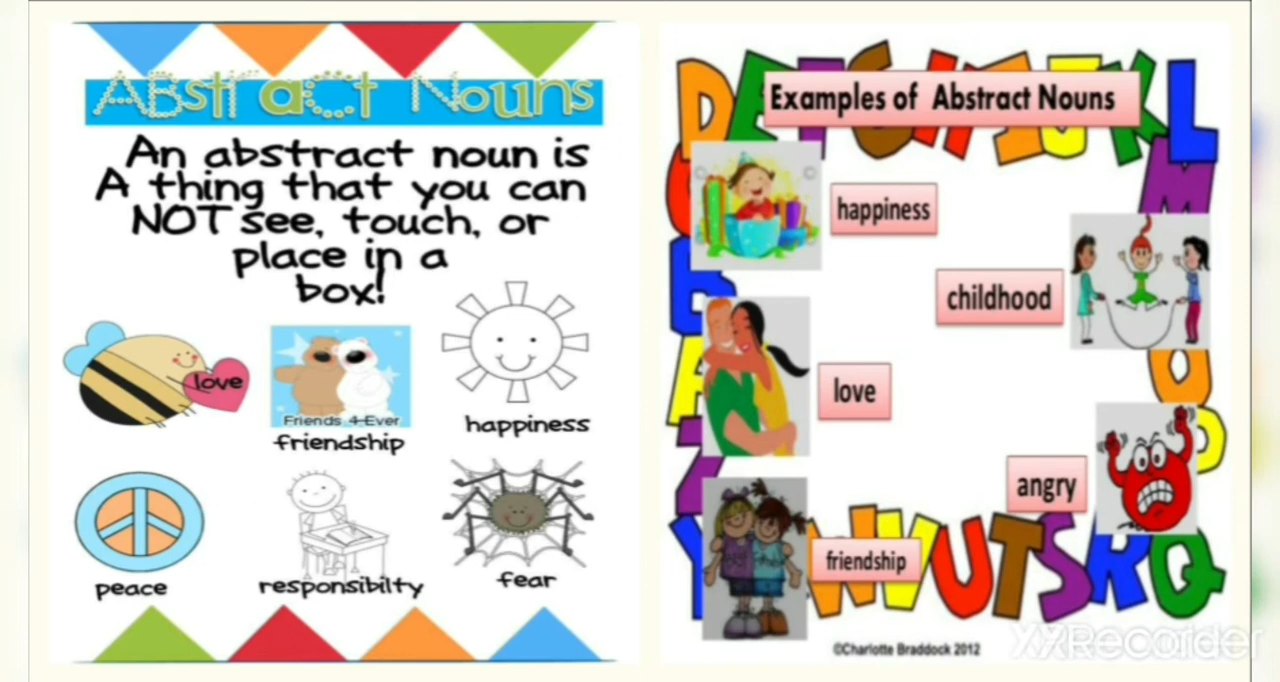 Abstract Nouns
An abstract noun is
A thing that you can
NOT see, touch, or
place in a
box!
love
Friends 4-Ever
friendship
happiness
peace
responsibilty
fear
Examples of Abstract Nouns
happiness
childhood
love
angry
friendship
©Charlotte Braddock 2012
XXRecorder